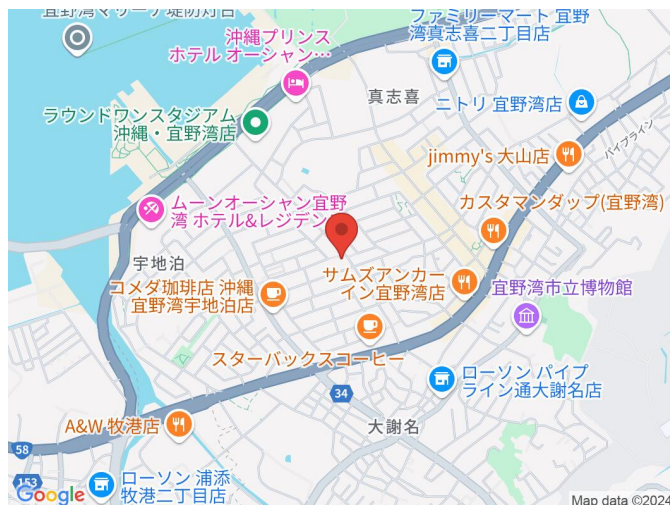 宜野湾マリーナ堤防灯台
ファミリーマート 宜野
湾真志喜二丁目店
沖縄プリンス
ホテル オーシャン…
真志喜
ニトリ 宜野湾店
ラウンドワンスタジアム
沖縄・宜野湾店
パイプライン
jimmy's 大山店
ムーンオーシャン宜野
湾 ホテル&レジデン
カスタマンダップ(宜野湾)
宇地泊
サムズアンカー
イン宜野湾店
コメダ珈琲店 沖縄
宜野湾宇地泊店
宜野湾市立博物館
スターバックスコーヒー
ローソン パイプ
ライン通大謝名店
34
A&W 牧港店
大謝名
58
153
ローソン 浦添
牧港二丁目店
Google
Map data ©2024